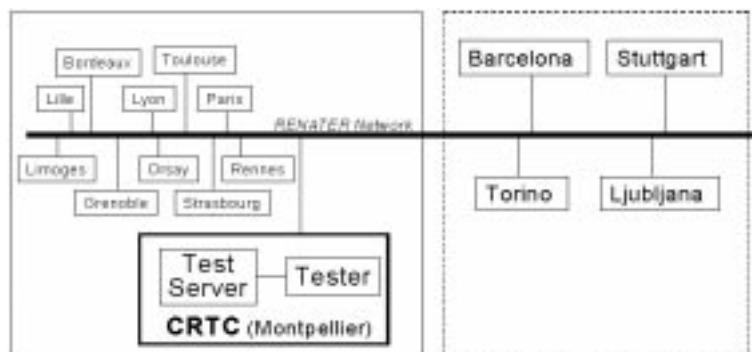 Bordeaux
Toulouse
Lille
Lyon
Paris
RENATER Network
Limoges
Orsay
Rennes
Grenoble
Strasbourg
Test
Server
Tester
CRTC (Montpellier)
Barcelona
Stuttgart
Torino
Ljubljana